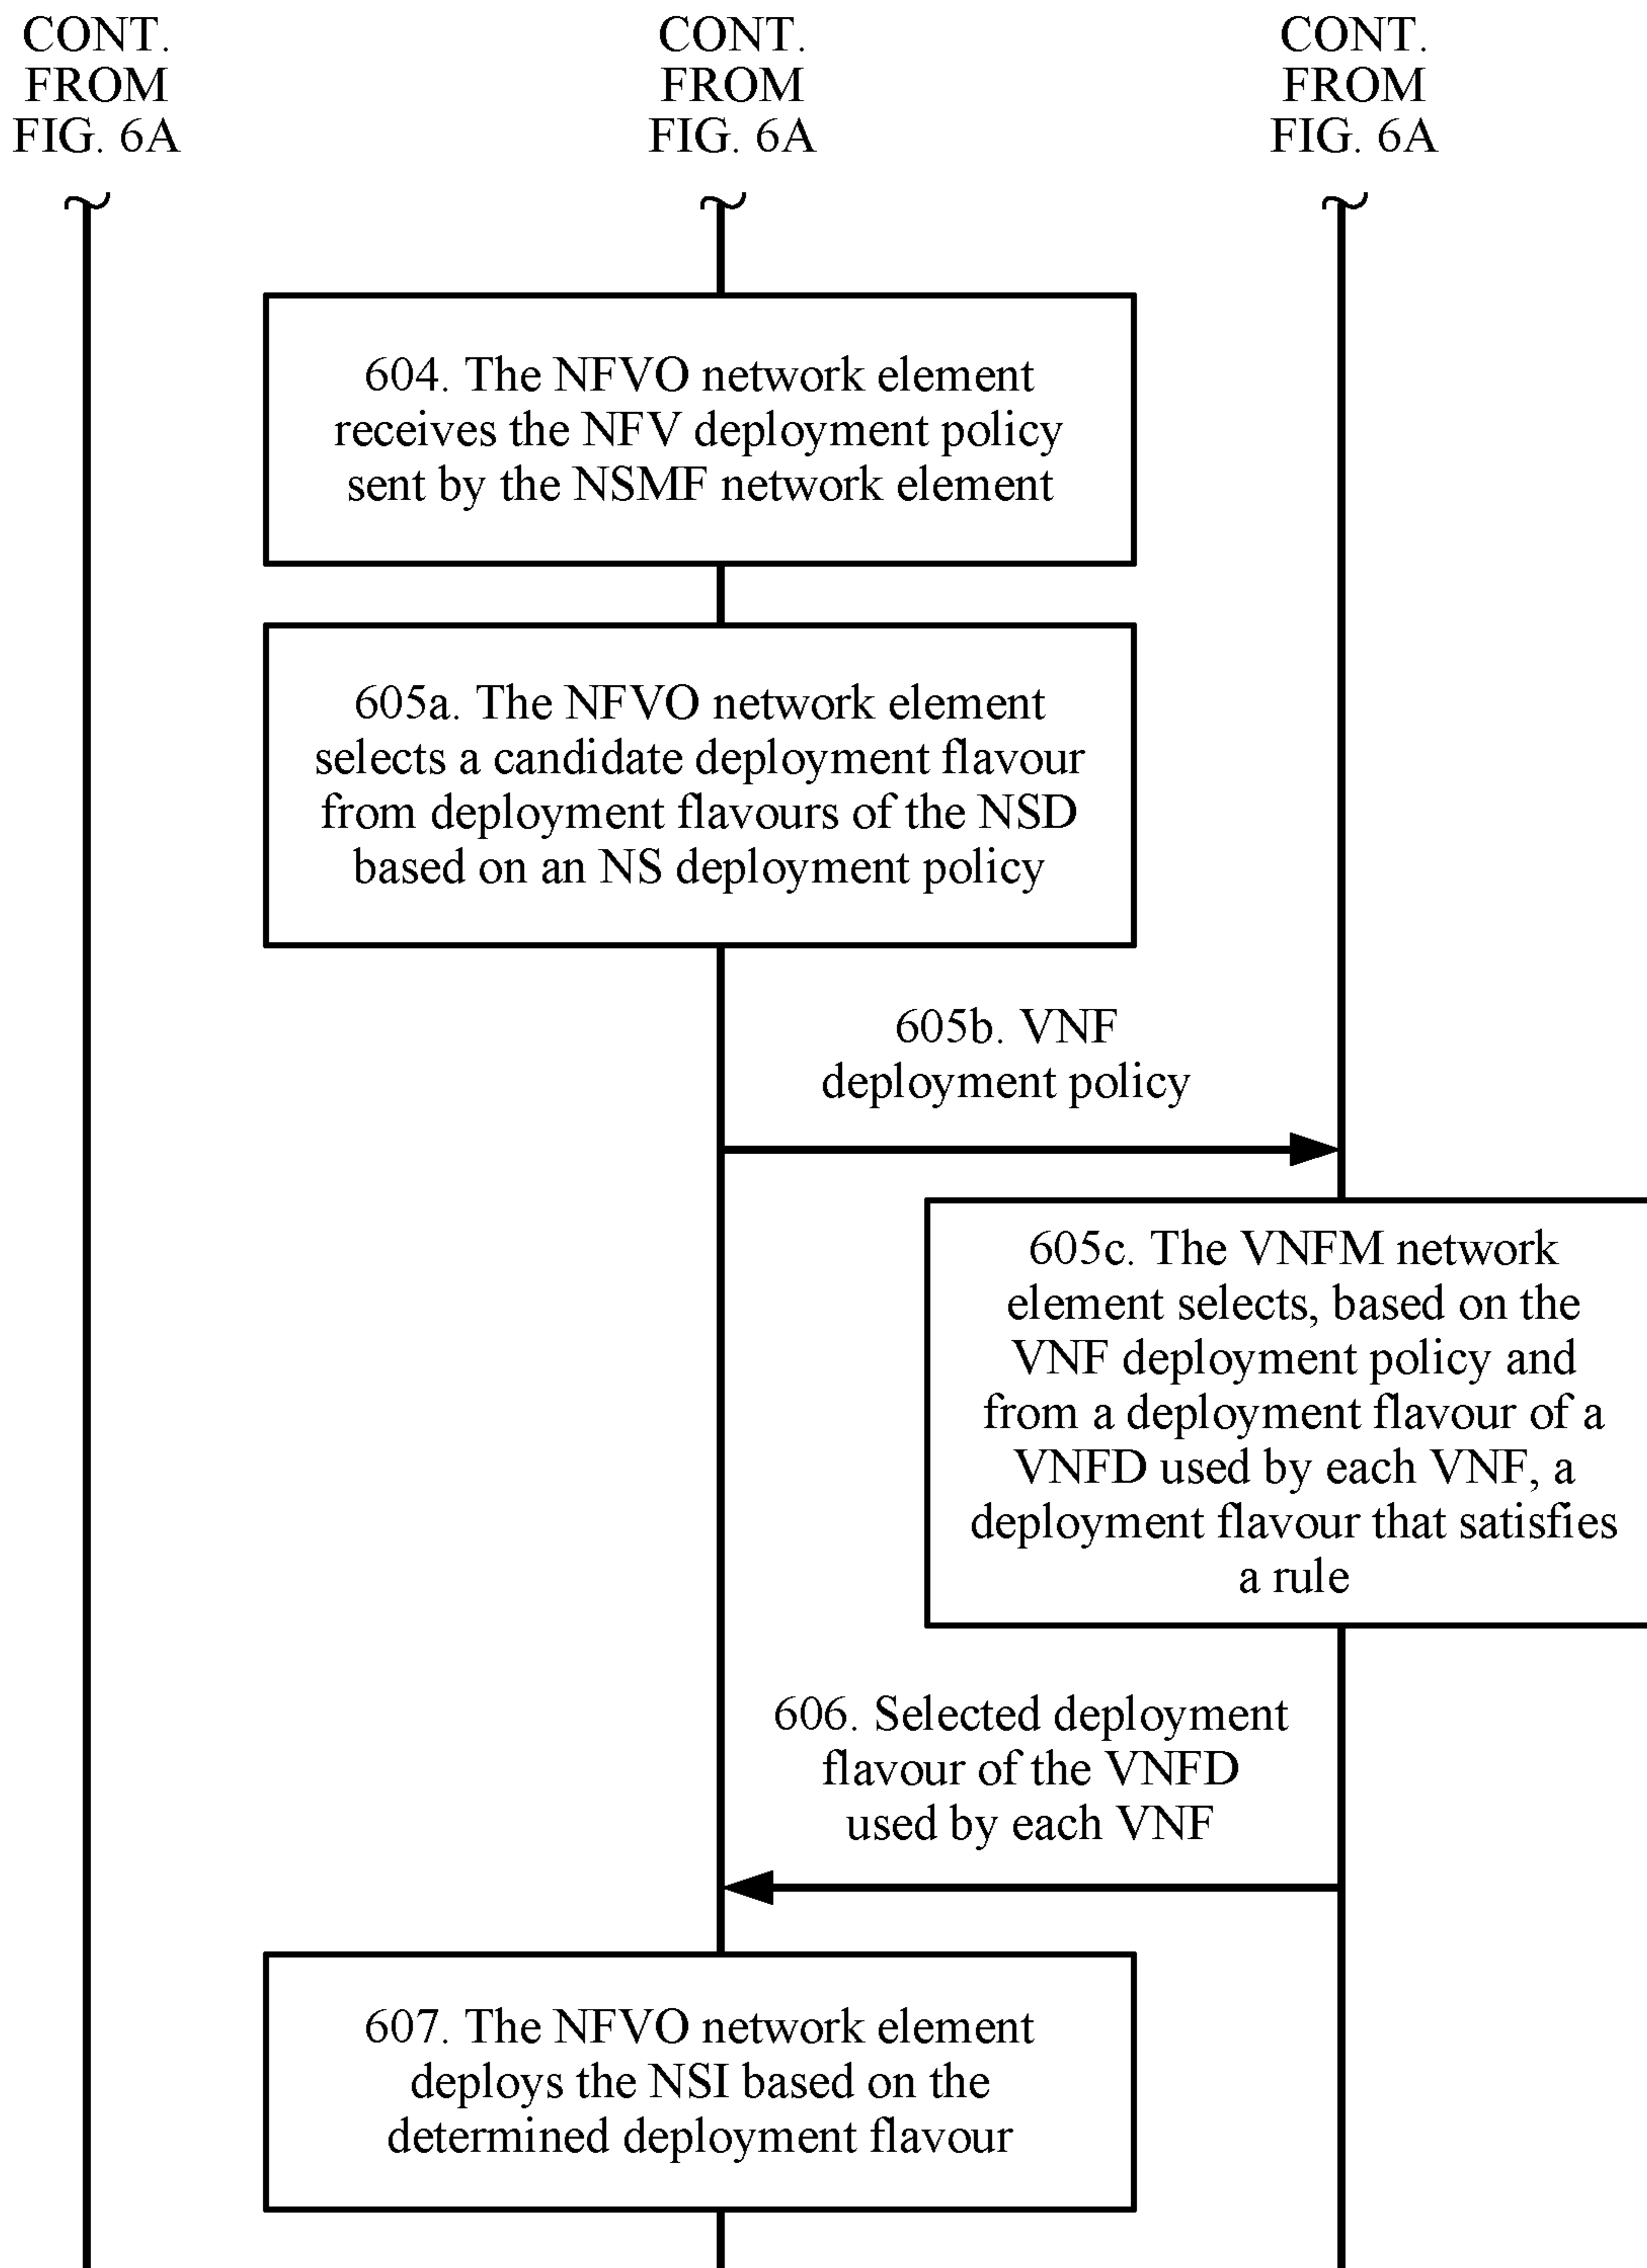 CONT.
FROM
FIG. 6A
CONT.
FROM
FIG. 6A
CONT.
FROM
FIG. 6A
604. The NFVO network element
receives the NFV deployment policy
sent by the NSMF network element
605a. The NFVO network element
selects a candidate deployment flavour
from deployment flavours of the NSD
based on an NS deployment policy
605b. VNF
deployment policy
605c. The VNFM network
element selects, based on the
VNF deployment policy and
from a deployment flavour of a
VNFD used by each VNF, a
deployment flavour that satisfies
a rule
606. Selected deployment
flavour of the VNFD
used by each VNF
607. The NFVO network element
deploys the NSI based on the
determined deployment flavour